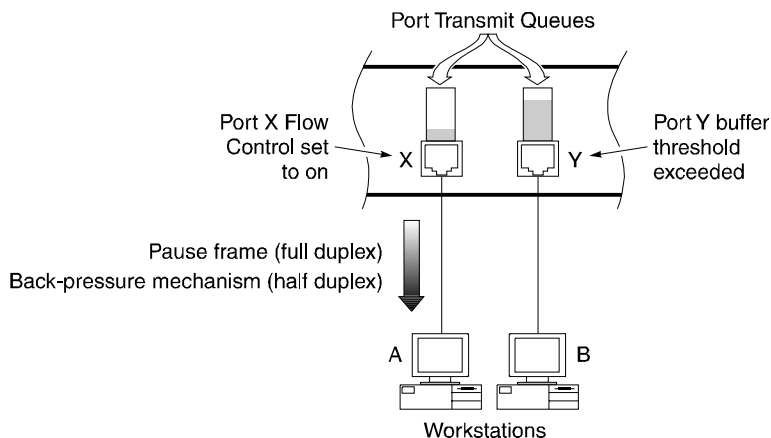 Port Transmit Queues
Port X Flow
Control set
to on
X
Y
Port Y buffer
threshold
exceeded
Pause frame (full duplex)
Back-pressure mechanism (half duplex)
A
B
Workstations